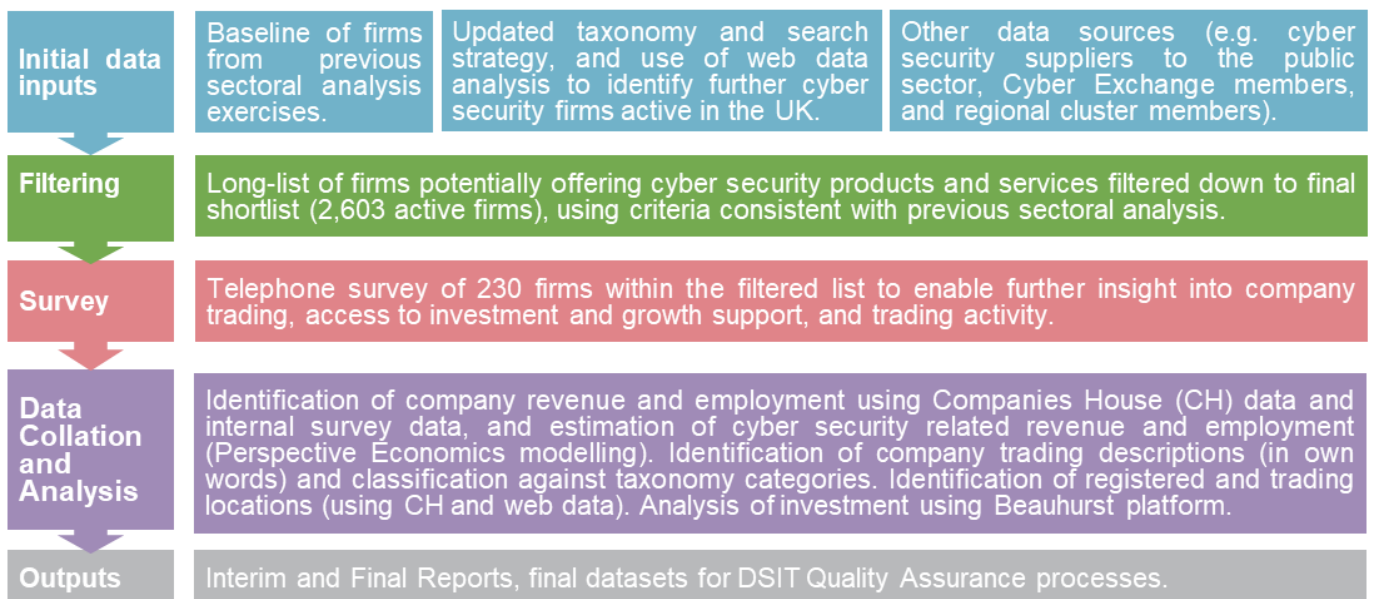 Initial data
inputs
Baseline of firms
from previous
sectoral analysis
exercises.
Updated taxonomy and search
strategy, and use of web data
analysis to identify further cyber
security firms active in the UK.
Other data sources (e.g. cyber
security suppliers to the public
sector, Cyber Exchange members,
and regional cluster members).
Filtering
Long-list of firms potentially offering cyber security products and services filtered down to final
shortlist (2,603 active firms), using criteria consistent with previous sectoral analysis.
Survey
Telephone survey of 230 firms within the filtered list to enable further insight into company
trading, access to investment and growth support, and trading activity.
Data
Collation
and
Analysis
Identification of company revenue and employment using Companies House (CH) data and
internal survey data, and estimation of cyber security related revenue and employment
(Perspective Economics modelling). Identification of company trading descriptions (in own
words) and classification against taxonomy categories. Identification of registered and trading
locations (using CH and web data). Analysis of investment using Beauhurst platform.
Outputs
Interim and Final Reports, final datasets for DSIT Quality Assurance processes.